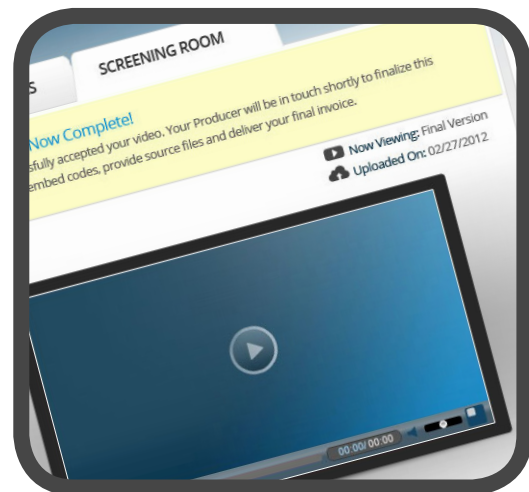 S
SCREENING ROOM
Now Complete!
sfully accepted your video. Your Producer will be in touch shortly to finalize this
embed codes, provide source files and deliver your final invoice.
Now Viewing: Final Version
Uploaded On: 02/27/2012
00:00/00:00